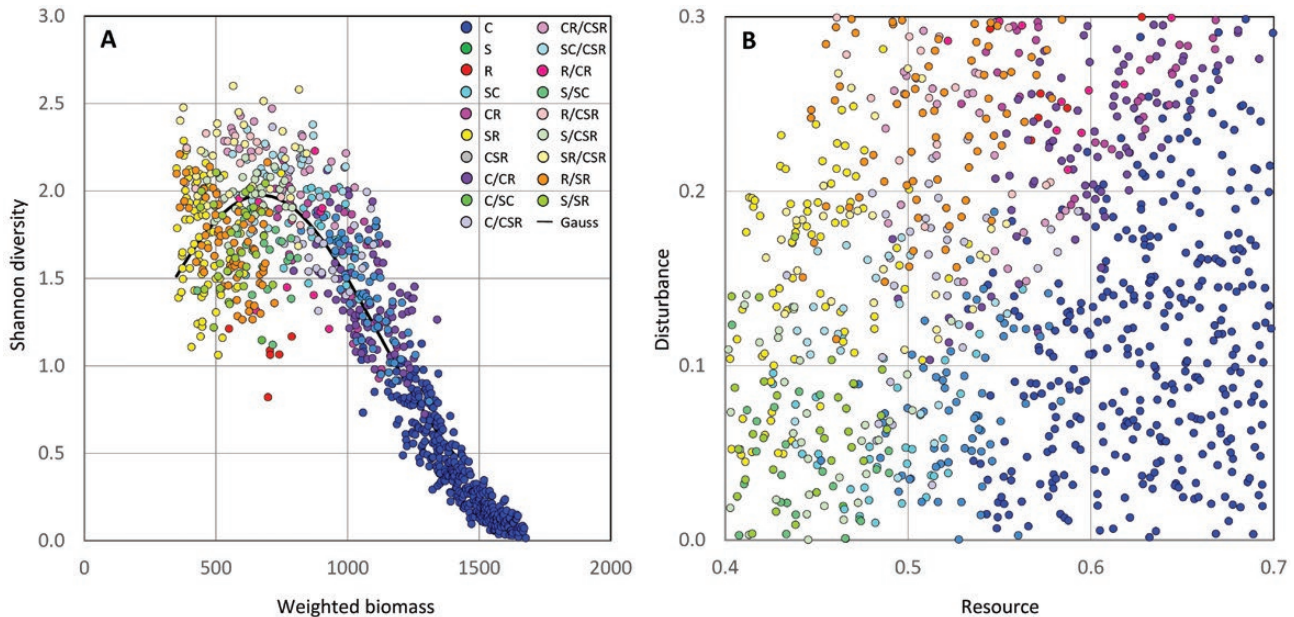 A
3.0
2.5
2.0
1.5
1.0
0.5
0.0
Shannon diversity
0 500 1000 1500 2000
Weighted biomass
C CR/CSR
S SC/CSR
R R/CR
SC S/SC
CR R/CSR
SR S/CSR
CSR SR/CSR
C/CR R/SR
C/SC S/SR
C/CSR Gauss
B
0.3
0.2
0.1
0.0
Disturbance
0.4 0.5 0.6 0.7
Resource